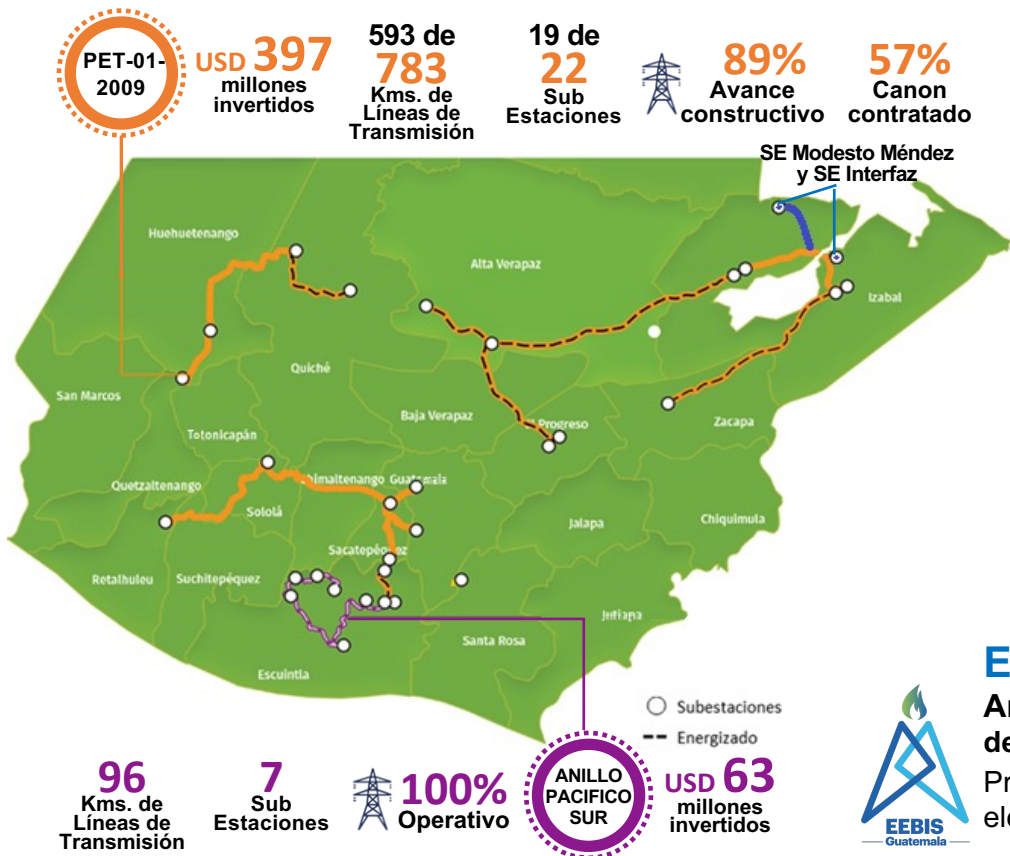 PET-01-
2009
USD 397
millones
invertidos
593 de
783
Kms. de
Líneas de
Transmisión
19 de
22
Sub
Estaciones
89%
Avance
constructivo
57%
Canon
contratado
SE Modesto Méndez
y SE Interfaz
Huehuetenango
Alta Verapaz
Izabal
Quiché
San Marcos
Baja Verapaz
El Progreso
Zacapa
Totonicapán
Quetzaltenango
Chimaltenango
Guatemala
Sololá
Jalapa
Chiquimula
Sacatepéquez
Retalhuleu
Suchitepéquez
Jutiapa
Santa Rosa
Escuintla
Subestaciones
Energizado
96
Kms. de
Líneas de
Transmisión
7
Sub
Estaciones
100%
Operativo
ANILLO
PACIFICO
SUR
USD 63
millones
invertidos
EEBIS
Guatemala
E
de